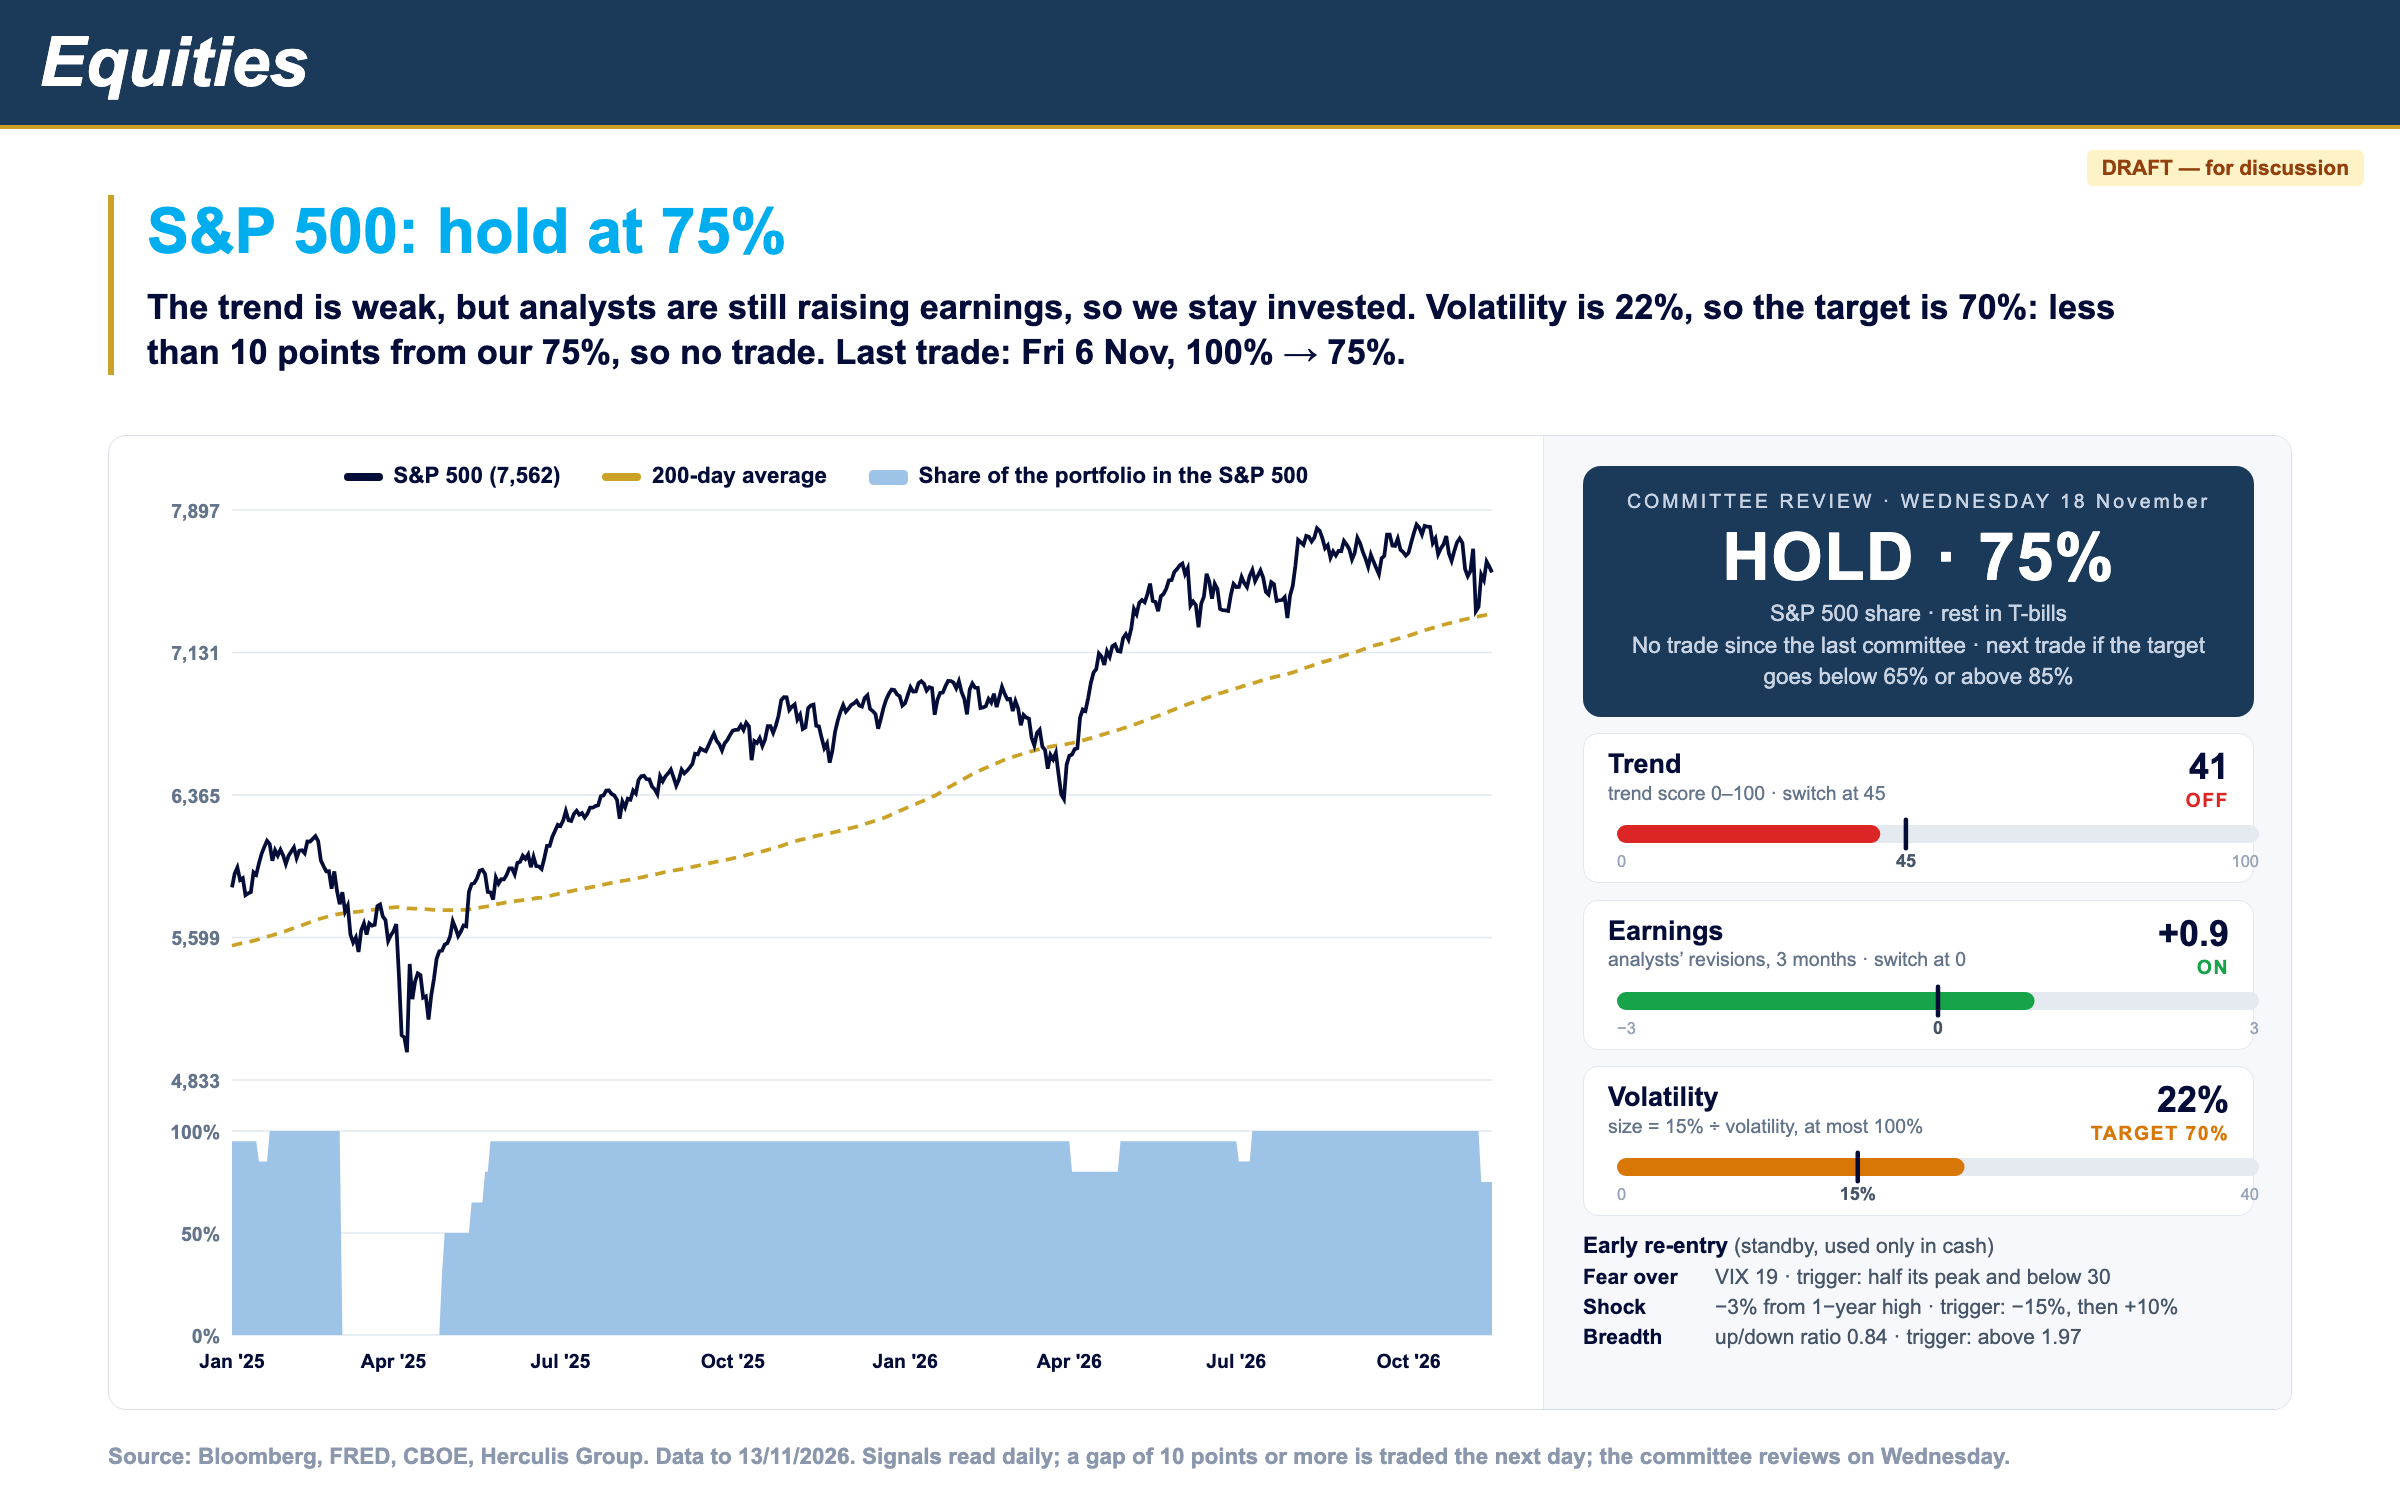 Equities
DRAFT — for discussion
S&P 500: hold at 75%
The trend is weak, but analysts are still raising earnings, so we stay invested. Volatility is 22%, so the target is 70%: less
than 10 points from our 75%, so no trade. Last trade: Fri 6 Nov, 100% → 75%.
S&P 500 (7,562)
200-day average
Share of the portfolio in the S&P 500
7,897
7,131
6,365
5,599
4,833
100%
50%
0%
Jan '25
Apr '25
Jul '25
Oct '25
Jan '26
Apr '26
Jul '26
Oct '26
COMMITTEE REVIEW · WEDNESDAY 18 November
HOLD · 75%
S&P 500 share · rest in T-bills
No trade since the last committee · next trade if the target
goes below 65% or above 85%
Trend
41
trend score 0–100 · switch at 45
OFF
0
45
100
Earnings
+0.9
analysts’ revisions, 3 months · switch at 0
ON
−3
0
3
Volatility
22%
size = 15% ÷ volatility, at most 100%
TARGET 70%
0
15%
40
Early re-entry (standby, used only in cash)
Fear over VIX 19 · trigger: half its peak and below 30
Shock −3% from 1−year high · trigger: −15%, then +10%
Breadth up/down ratio 0.84 · trigger: above 1.97
Source: Bloomberg, FRED, CBOE, Herculis Group. Data to 13/11/2026. Signals read daily; a gap of 10 points or more is traded the next day; the committee reviews on Wednesday.